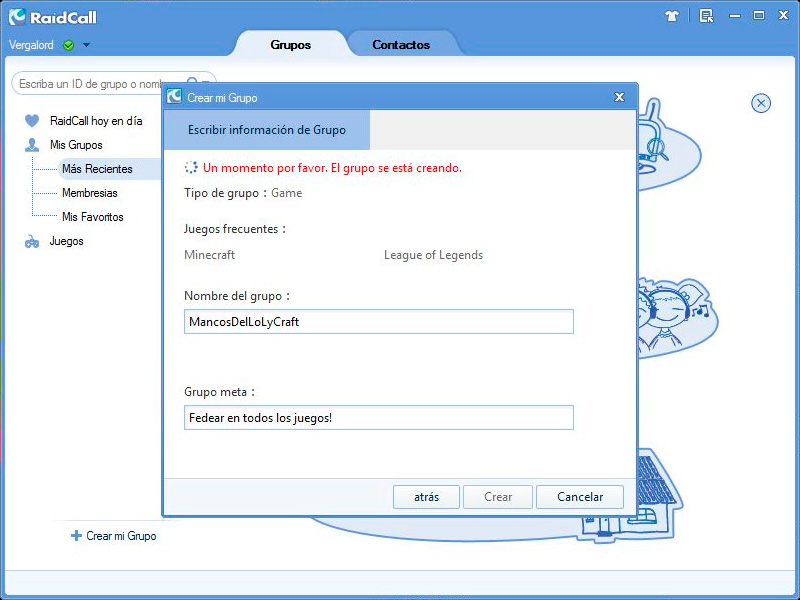 RaidCall
Vergalord
Grupos
Contactos
Escriba un ID de grupo o
RaidCall hoy en día
Mis Grupos
Más Recientes
Membresias
Mis Favoritos
Juegos
Crear mi Grupo
Crear mi Grupo
Escribir información de Grupo
Un momento por favor. El grupo se está creando.
Tipo de grupo : Game
Juegos frecuentes :
Minecraft League of Legends
Nombre del grupo :
MancosDelLoLyCraft
Grupo meta :
Fedear en todos los juegos!
atrás Crear Cancelar